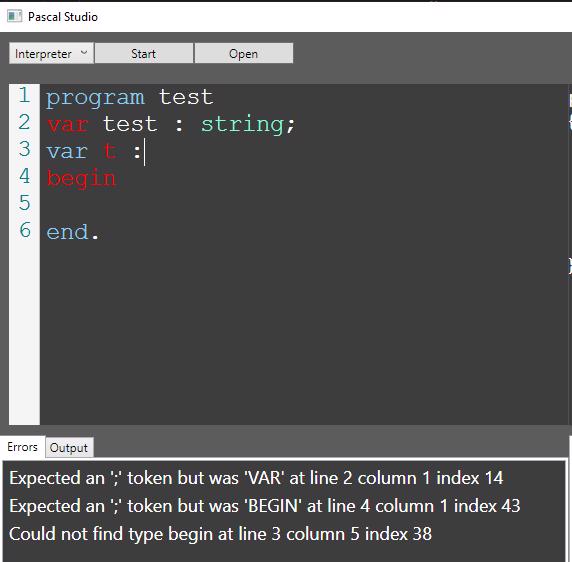 Pascal Studio
Interpreter Start Open
1 program test
2 var test : string;
3 var t :
4 begin
5
6 end.
Errors Output
Expected an ';' token but was 'VAR' at line 2 column 1 index 14
Expected an ';' token but was 'BEGIN' at line 4 column 1 index 43
Could not find type begin at line 3 column 5 index 38